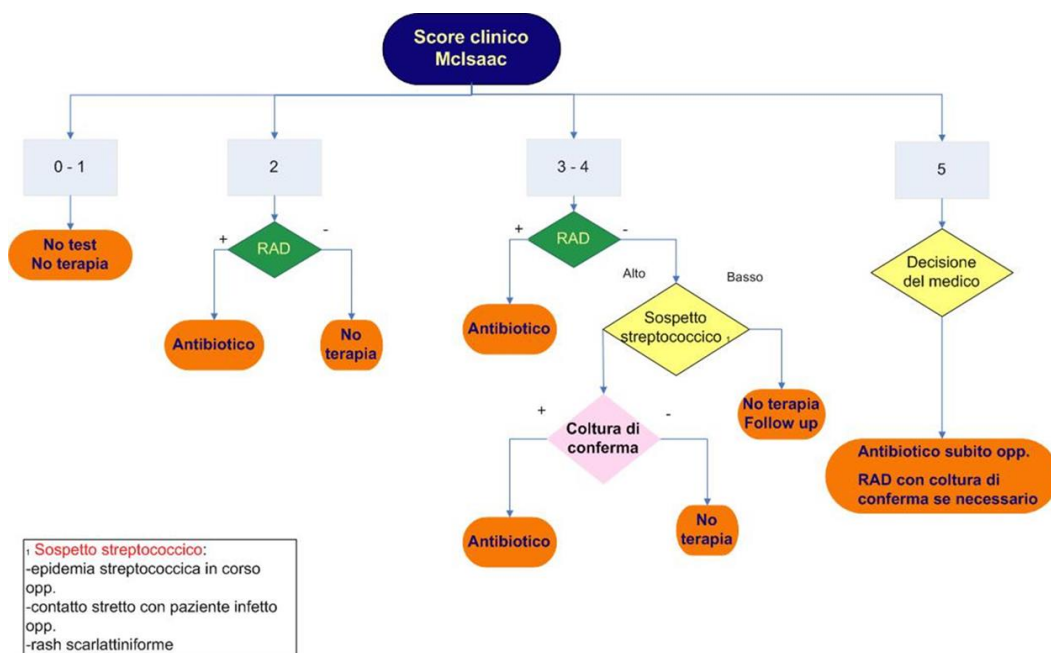 Score clinico
McIsaac
0 - 1
2
3 - 4
5
No test
No terapia
+
RAD
-
Antibiotico
No
terapia
+
RAD
-
Antibiotico
Alto
Basso
Sospetto
streptococcico 1
No terapia
Follow up
+
Coltura di
conferma
-
Antibiotico
No
terapia
Decisione
del medico
Antibiotico subito opp.
RAD con coltura di
conferma se necessario
1 Sospetto streptococcico:
-epidemia streptococcica in corso
opp.
-contatto stretto con paziente infetto
opp.
-rash scarlattiniforme